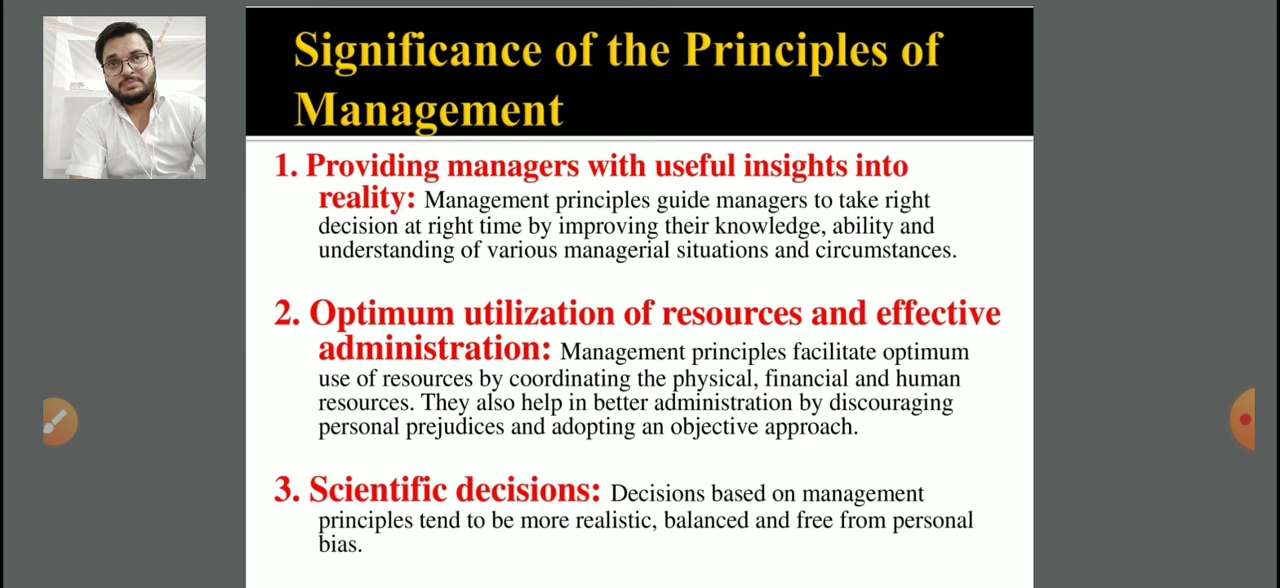 Significance of the Principles of
Management
1. Providing managers with useful insights into
reality: Management principles guide managers to take right
decision at right time by improving their knowledge, ability and
understanding of various managerial situations and circumstances.
2. Optimum utilization of resources and effective
administration: Management principles facilitate optimum
use of resources by coordinating the physical, financial and human
resources. They also help in better administration by discouraging
personal prejudices and adopting an objective approach.
3. Scientific decisions: Decisions based on management
principles tend to be more realistic, balanced and free from personal
bias.